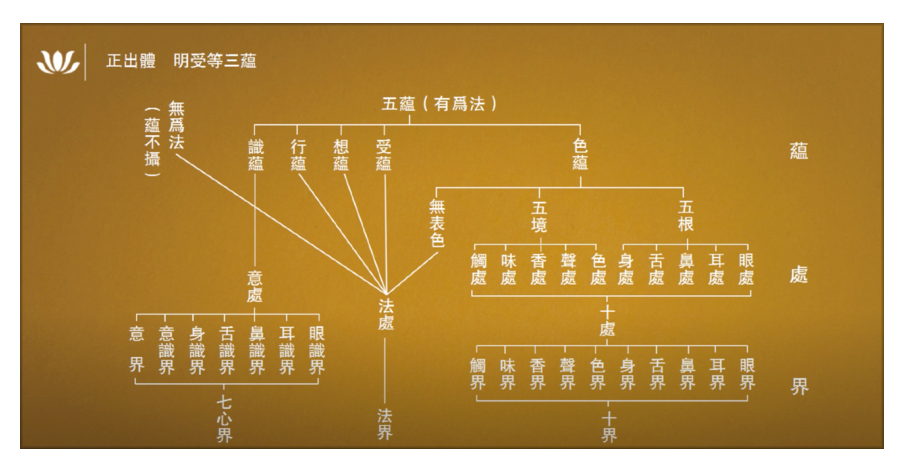 正出體　明受等三蘊
五蘊（有爲法）
蘊
色蘊
受蘊
想蘊
行蘊
識蘊
無爲法
（蘊不攝）
五根
五境
無表色
處
眼處
耳處
鼻處
舌處
身處
色處
聲處
香處
味處
觸處
十處
法處
意處
界
眼界
耳界
鼻界
舌界
身界
色界
聲界
香界
味界
觸界
十界
法界
眼識界
耳識界
鼻識界
舌識界
身識界
意識界
意界
七心界